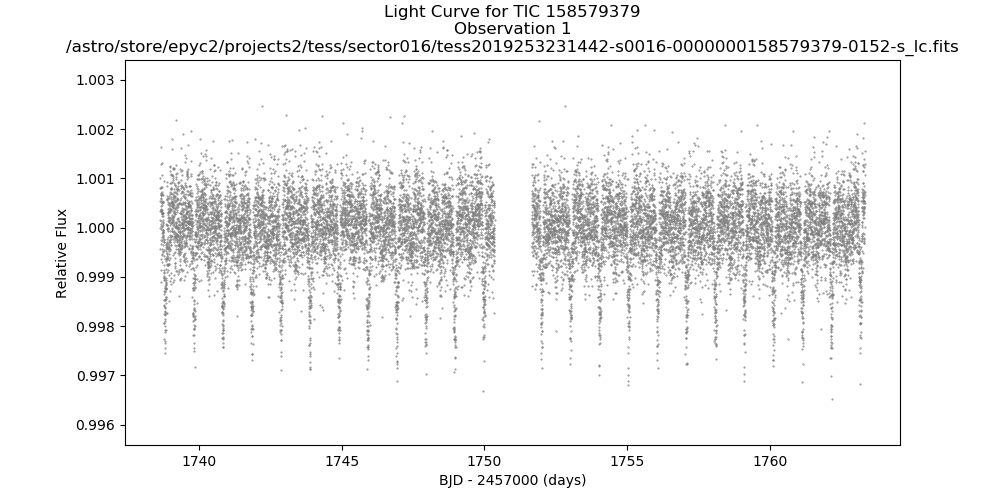 Light Curve for TIC 158579379
Observation 1
/astro/store/epyc2/projects2/tess/sector016/tess2019253231442-s0016-0000000158579379-0152-s_lc.fits
1.003
1.002
1.001
1.000
0.999
0.998
0.997
0.996
Relative Flux
1740
1745
1750
1755
1760
BJD - 2457000 (days)